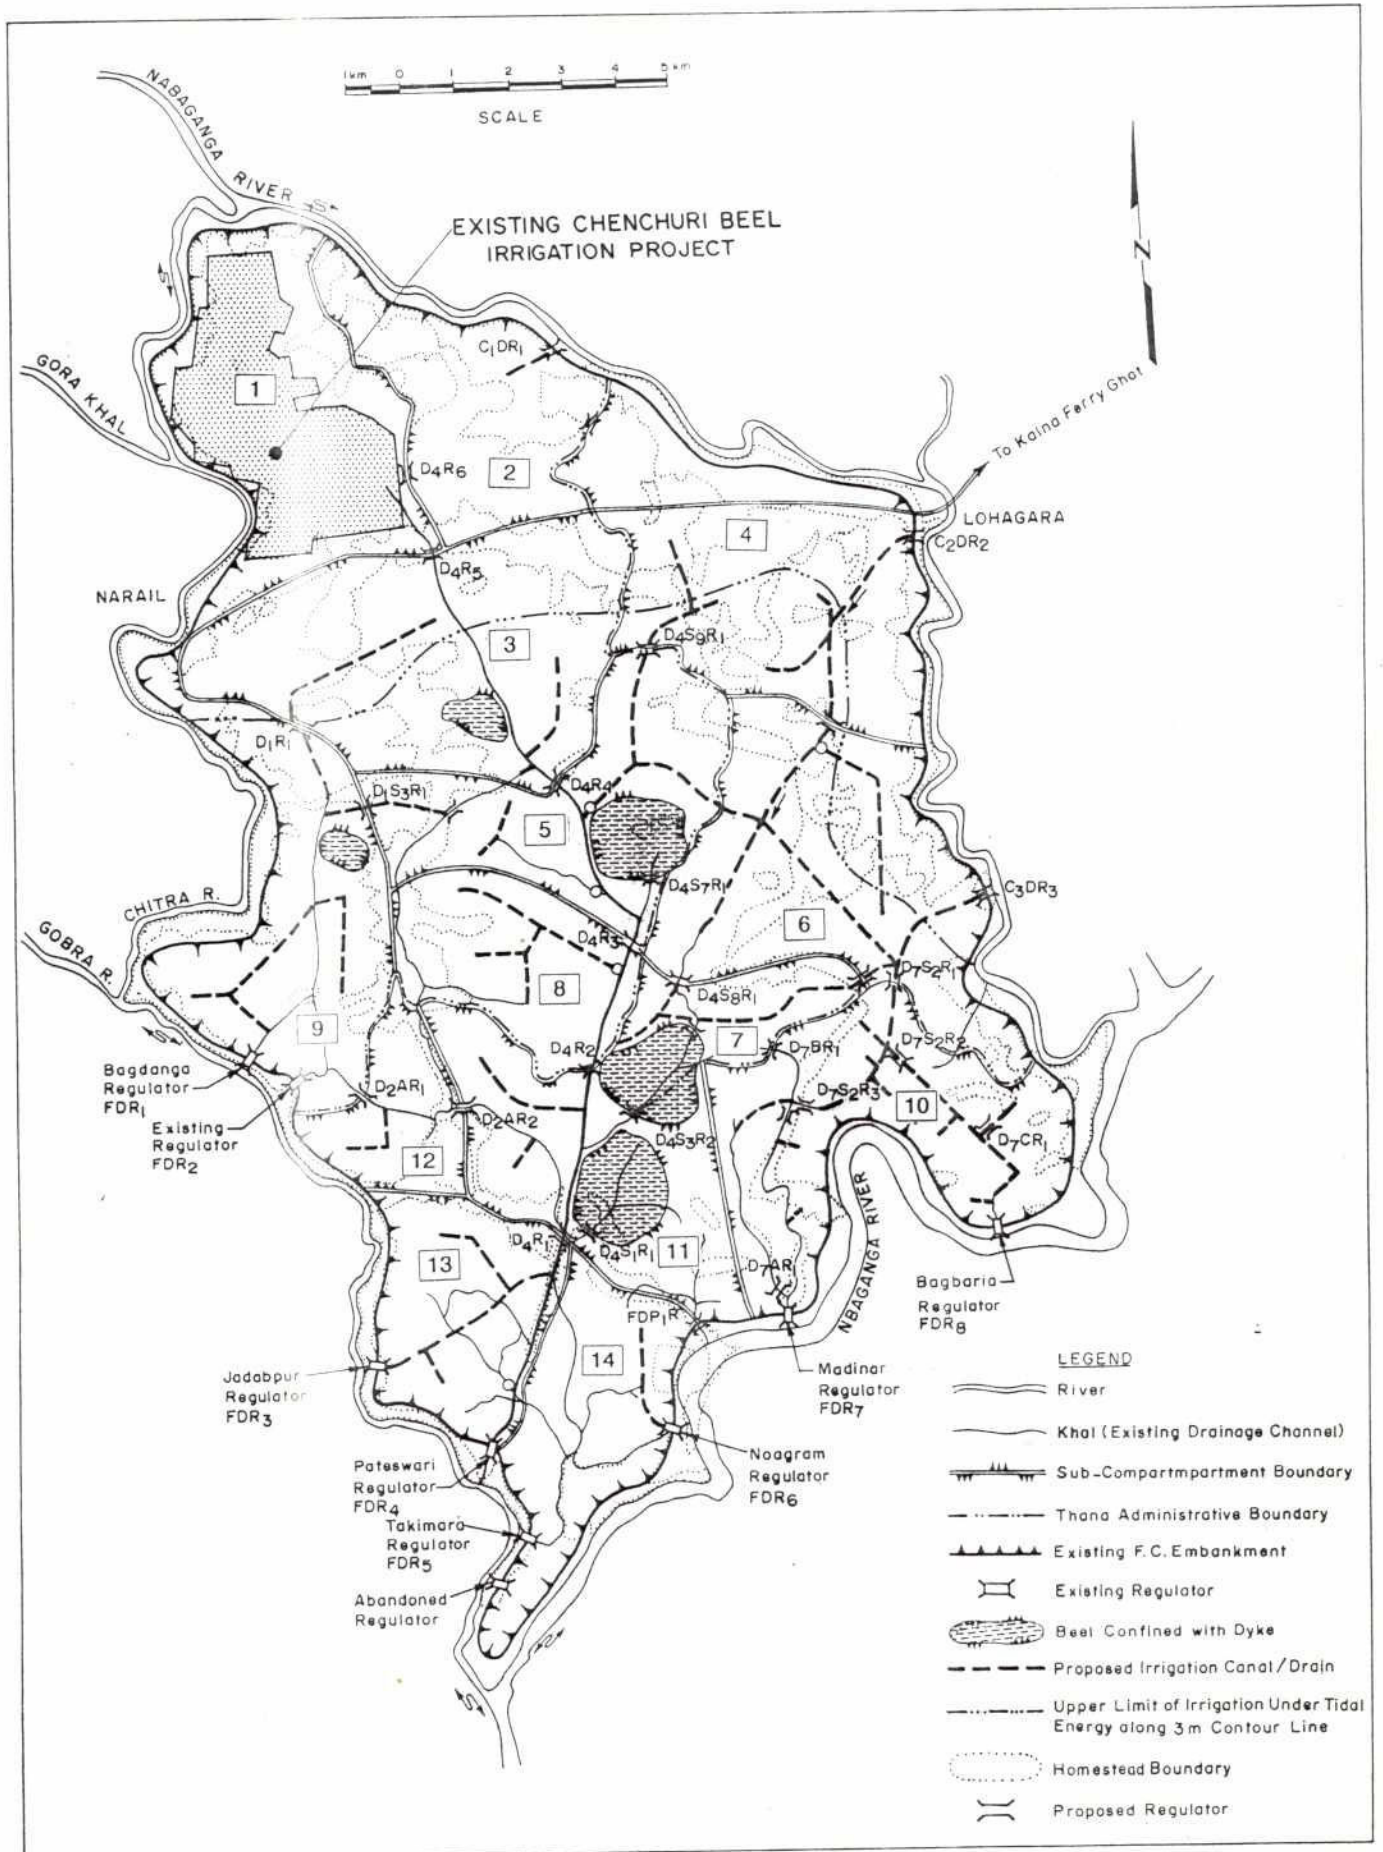 1 km 0 1 2 3 4 5 km
SCALE
NABAGANGA
RIVER
EXISTING CHENCHURI BEEL
IRRIGATION PROJECT
N
C1DR1
GORA KHAL
1
To Kalna Ferry Ghat
D4R6
2
LOHAGARA
4
C2DR2
D4R5
NARAIL
3
D4S9R1
D1R1
D4R4
D1S3R1
5
D4S7R1
C3DR3
CHITRA R.
6
GOBRA R.
D4R3
D7S2R1
8
D4S8R1
9
7
D7S2R2
D4R2
D7BR1
Bagdanga
Regulator
FDR1
D2AR1
D7S2R3
10
Existing
Regulator
FDR2
D2AR2
D4S3R2
D7CR1
12
NBAGANGA RIVER
D4R1
D4S1R1
11
13
D7AR
Bagbaria
Regulator
FDR8
FDP1R
14
Jadabpur
Regulator
FDR3
Madinar
Regulator
FDR7
Pateswari
Regulator
FDR4
Noagram
Regulator
FDR6
Takimara
Regulator
FDR5
Abandoned
Regulator
LEGEND
River
Khal (Existing Drainage Channel)
Sub-Compartmpartment Boundary
Thana Administrative Boundary
Existing F.C. Embankment
Existing Regulator
Beel Confined with Dyke
Proposed Irrigation Canal/Drain
Upper Limit of Irrigation Under Tidal
Energy along 3m Contour Line
Homestead Boundary
Proposed Regulator